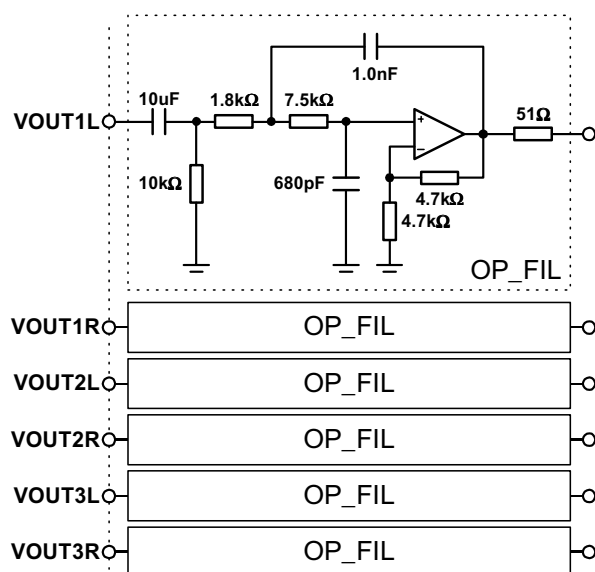 1.0nF
10uF 1.8kΩ 7.5kΩ
VOUT1L + 51Ω
−
10kΩ 680pF 4.7kΩ
4.7kΩ
OP_FIL
VOUT1R OP_FIL
VOUT2L OP_FIL
VOUT2R OP_FIL
VOUT3L OP_FIL
VOUT3R OP_FIL